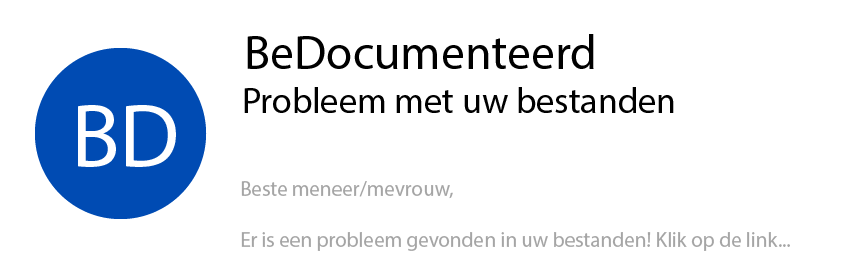 BD
BeDocumenteerd
Probleem met uw bestanden
Beste meneer/mevrouw,
Er is een probleem gevonden in uw bestanden! Klik op de link...